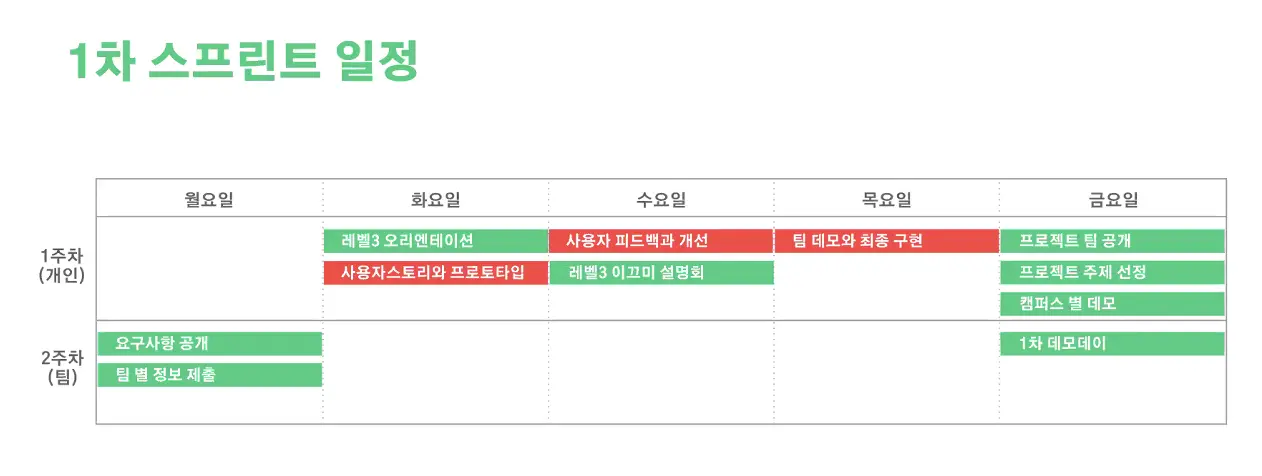 1차 스프린트 일정
월요일
화요일
수요일
목요일
금요일
1주차
(개인)
레벨3 오리엔테이션
사용자 피드백과 개선
팀 데모와 최종 구현
프로젝트 팀 공개
사용자스토리와 프로토타입
레벨3 이끄미 설명회
프로젝트 주제 선정
캠퍼스 별 데모
2주차
(팀)
요구사항 공개
1차 데모데이
팀 별 정보 제출